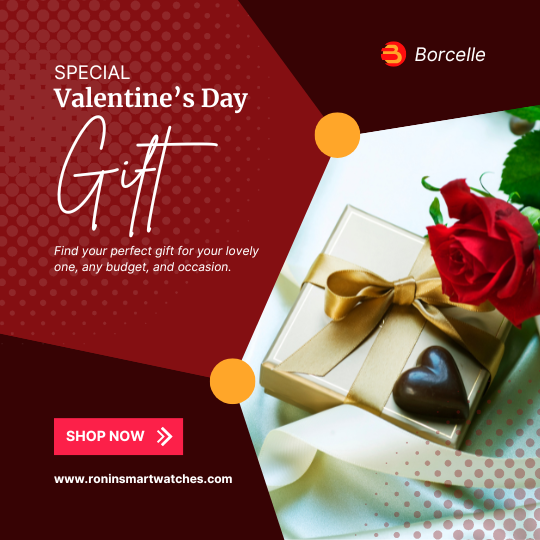 Borcelle
SPECIAL
Valentine’s Day
Gift
Find your perfect gift for your lovely
one, any budget, and occasion.
SHOP NOW
www.roninsmartwatches.com